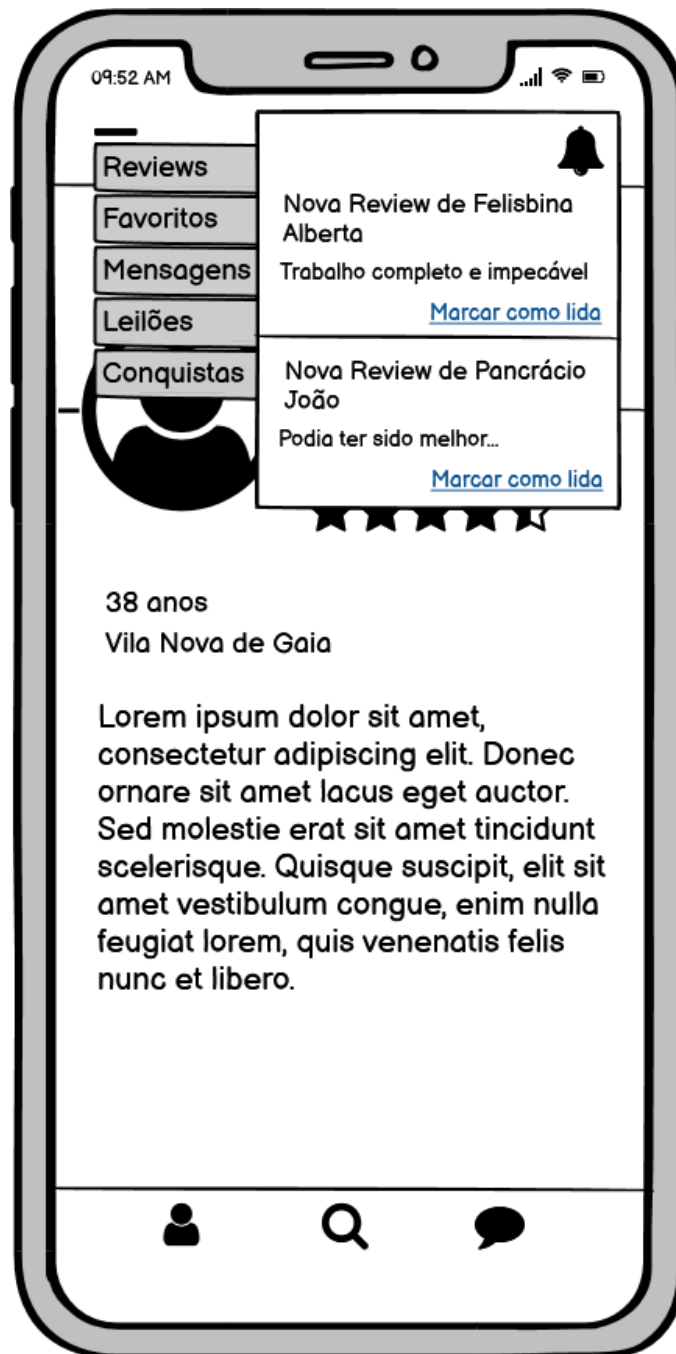 09:52 AM
Reviews
Favoritos
Mensagens
Leilões
Conquistas
Nova Review de Felisbina
Alberta
Trabalho completo e impecável
Marcar como lida
Nova Review de Pancrácio
João
Podia ter sido melhor...
Marcar como lida
38 anos
Vila Nova de Gaia
Lorem ipsum dolor sit amet,
consectetur adipiscing elit. Donec
ornare sit amet lacus eget auctor.
Sed molestie erat sit amet tincidunt
scelerisque. Quisque suscipit, elit sit
amet vestibulum congue, enim nulla
feugiat lorem, quis venenatis felis
nunc et libero.